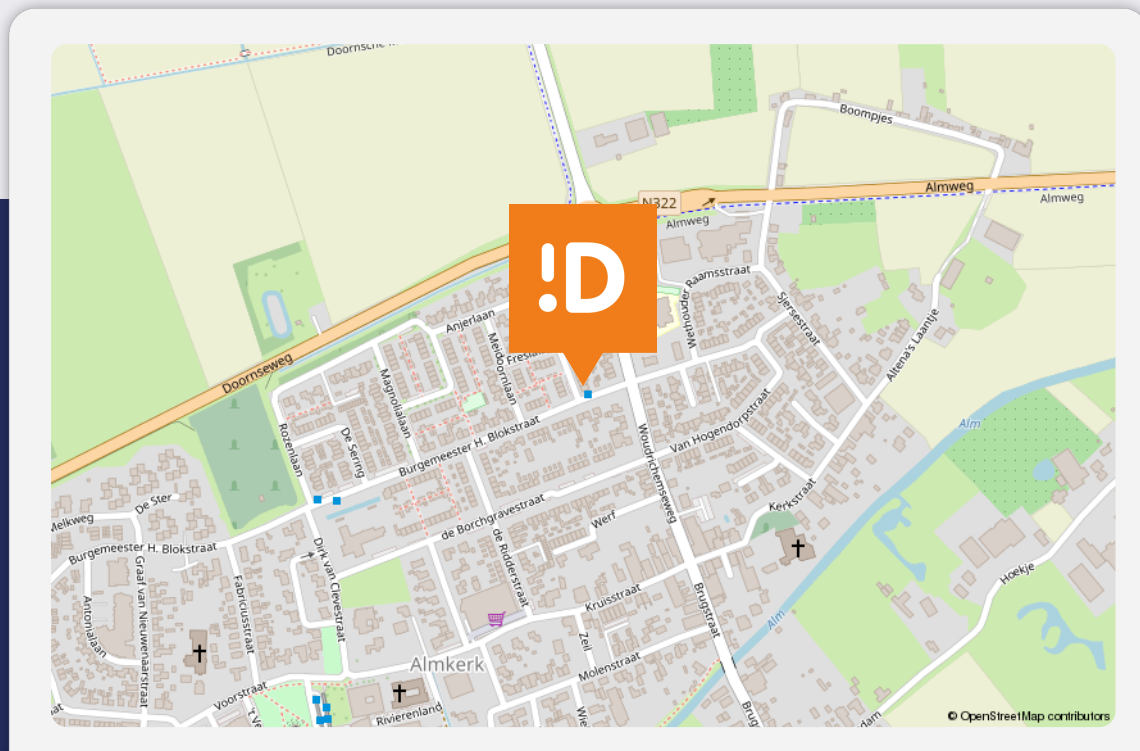 Doornsche
Boompjes
Almweg
Almweg
N322
Almweg
Raamsstraat
Wethouder
Sjersestraat
Anjerlaan
Meidoornlaan
Altena's Laantje
Doornseweg
Magnolialaan
Alm
Rozenlaan
De Sering
Burgemeester H. Blokstraat
Woudrichemseweg
Van Hogendorpstraat
De Ster
Melkweg
de Borchgravestraat
Werf
Kerkstraat
Burgemeester H. Blokstraat
Dirk van Clevestraat
de Ridderstraat
Graaf van Nieuwenaarstraat
Fabriciusstraat
Antonialaan
Hoekje
Kruisstraat
Brugstraat
Alm
Zeil
Almkerk
Molenstraat
Voorstraat
Rivierenland
!D
© OpenStreetMap contributors